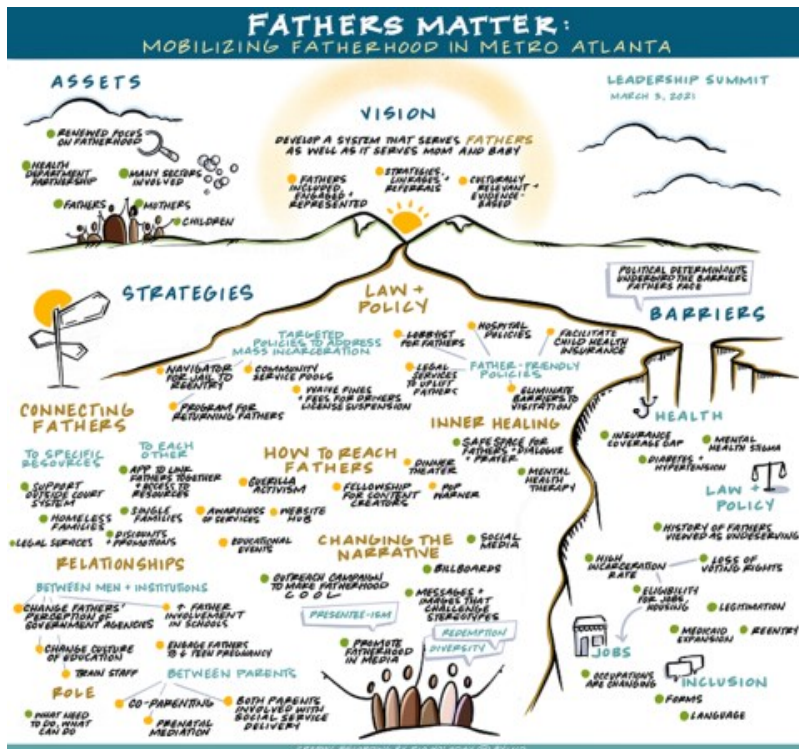 FATHERS MATTER:
MOBILIZING FATHERHOOD IN METRO ATLANTA
ASSETS
RENEWED FOCUS
ON FATHERHOOD
HEALTH
DEPARTMENT
PARTNERSHIP
MANY SECTORS
INVOLVED
FATHERS
MOTHERS
CHILDREN
VISION
DEVELOP A SYSTEM THAT SERVES FATHERS
AS WELL AS IT SERVES MOM AND BABY
FATHERS
INCLUDED,
ENGAGED +
REPRESENTED
STRATEGIES,
LINKAGES +
REFERRALS
CULTURALLY
RELEVANT +
EVIDENCE-
BASED
LEADERSHIP SUMMIT
MARCH 3, 2021
STRATEGIES
LAW +
POLICY
TARGETED
POLICIES TO ADDRESS
MASS INCARCERATION
NAVIGATOR
FOR JAIL TO
REENTRY
COMMUNITY
SERVICE POOLS
PROGRAM FOR
RETURNING FATHERS
WAIVE FINES
+ FEES FOR DRIVERS
LICENSE SUSPENSION
LOBBYIST
FOR FATHERS
HOSPITAL
POLICIES
FACILITATE
CHILD HEALTH
INSURANCE
LEGAL
SERVICES
TO UPLIFT
FATHERS
FATHER-FRIENDLY
POLICIES
ELIMINATE
BARRIERS TO
VISITATION
CONNECTING
FATHERS
TO SPECIFIC
RESOURCES
SUPPORT
OUTSIDE COURT
SYSTEM
HOMELESS
FAMILIES
LEGAL SERVICES
TO EACH
OTHER
APP TO LINK
FATHERS TOGETHER
+ ACCESS TO
RESOURCES
SINGLE
FAMILIES
DISCOUNTS
+ PROMOTIONS
HOW TO REACH
FATHERS
GUERILLA
ACTIVISM
FELLOWSHIP
FOR CONTENT
CREATORS
DINNER
THEATER
POP
WARNER
AWARENESS
OF SERVICES
WEBSITE
HUB
EDUCATIONAL
EVENTS
INNER HEALING
SAFE SPACE FOR
FATHERS + DIALOGUE
+ PRAYER
MENTAL
HEALTH
THERAPY
CHANGING THE
NARRATIVE
SOCIAL
MEDIA
BILLBOARDS
OUTREACH CAMPAIGN
TO MAKE FATHERHOOD
COOL
MESSAGES +
IMAGES THAT
CHALLENGE
STEREOTYPES
PRESENTEE-ISM
PROMOTE
FATHERHOOD
IN MEDIA
REDEMPTION
DIVERSITY
RELATIONSHIPS
BETWEEN MEN + INSTITUTIONS
CHANGE FATHERS'
PERCEPTION OF
GOVERNMENT AGENCIES
↑ FATHER
INVOLVEMENT
IN SCHOOLS
CHANGE CULTURE
OF EDUCATION
ENGAGE FATHERS
TO ↓ TEEN PREGNANCY
TRAIN STAFF
BETWEEN PARENTS
CO-PARENTING
PRENATAL
MEDIATION
BOTH PARENTS
INVOLVED WITH
SOCIAL SERVICE
DELIVERY
ROLE
WHAT NEED
TO DO, WHAT
CAN DO
POLITICAL DETERMINANTS
UNDERGIRD THE BARRIERS
FATHERS FACE
BARRIERS
HEALTH
INSURANCE
COVERAGE GAP
MENTAL
HEALTH STIGMA
DIABETES +
HYPERTENSION
LAW +
POLICY
HISTORY OF FATHERS
VIEWED AS UNDESERVING
HIGH
INCARCERATION
RATE
LOSS OF
VOTING RIGHTS
ELIGIBILITY
FOR JOBS,
HOUSING
LEGITIMATION
MEDICAID
EXPANSION
REENTRY
JOBS
OCCUPATIONS
ARE CHANGING
INCLUSION
FORMS
LANGUAGE